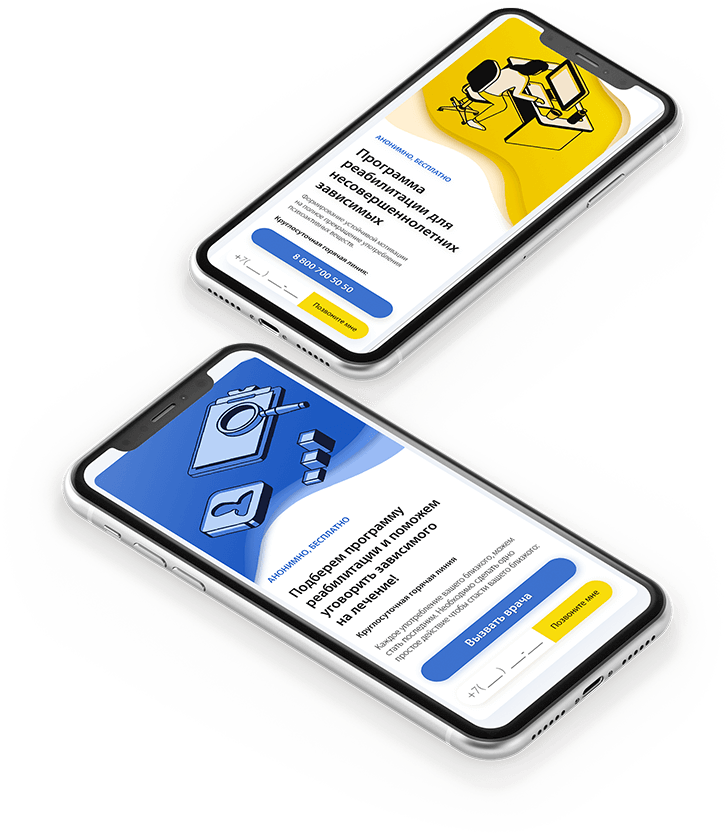 АНОНИМНО, БЕСПЛАТНО
Программа
реабилитации для
несовершеннолетних
зависимых
Формирование устойчивой мотивации
на полное прекращение употребления
психоактивных веществ
Круглосуточная горячая линия:
8 800 700 50 50
+7(___) ___-__
Позвоните мне
АНОНИМНО, БЕСПЛАТНО
Подберем программу
реабилитации и поможем
уговорить зависимого
на лечение!
Круглосуточная горячая линия
Каждое употребление вашего близкого, можем
стать последним. Необходимо сделать одно
простое действие чтобы спасти вашего близкого:
Вызвать врача
+7(___) ___-__
Позвоните мне